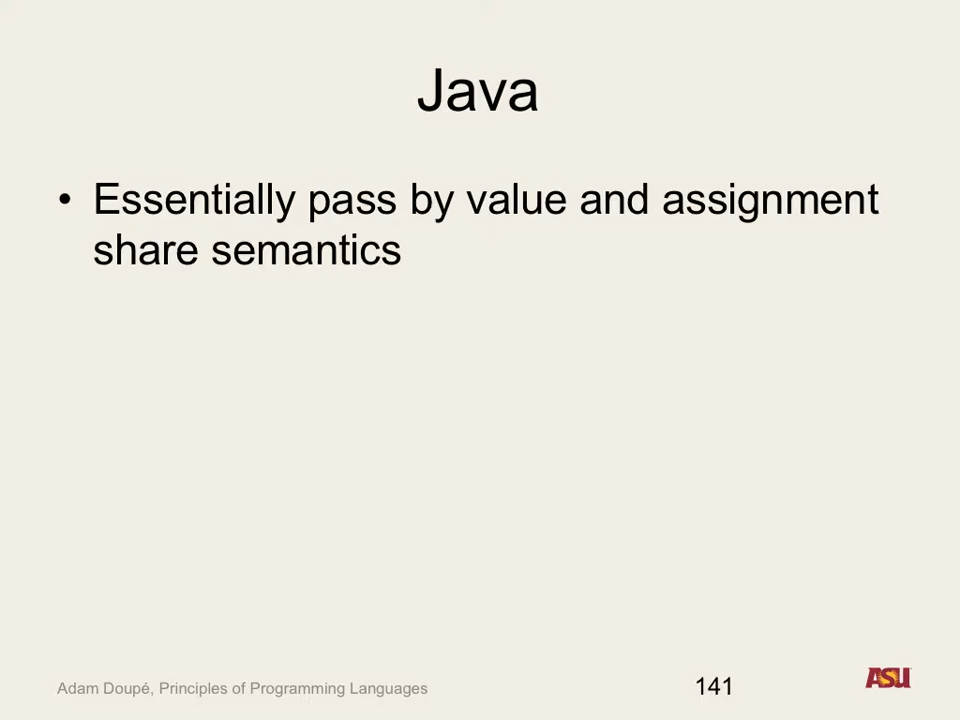 Java
• Essentially pass by value and assignment
share semantics
Adam Doupé, Principles of Programming Languages
141
ASU